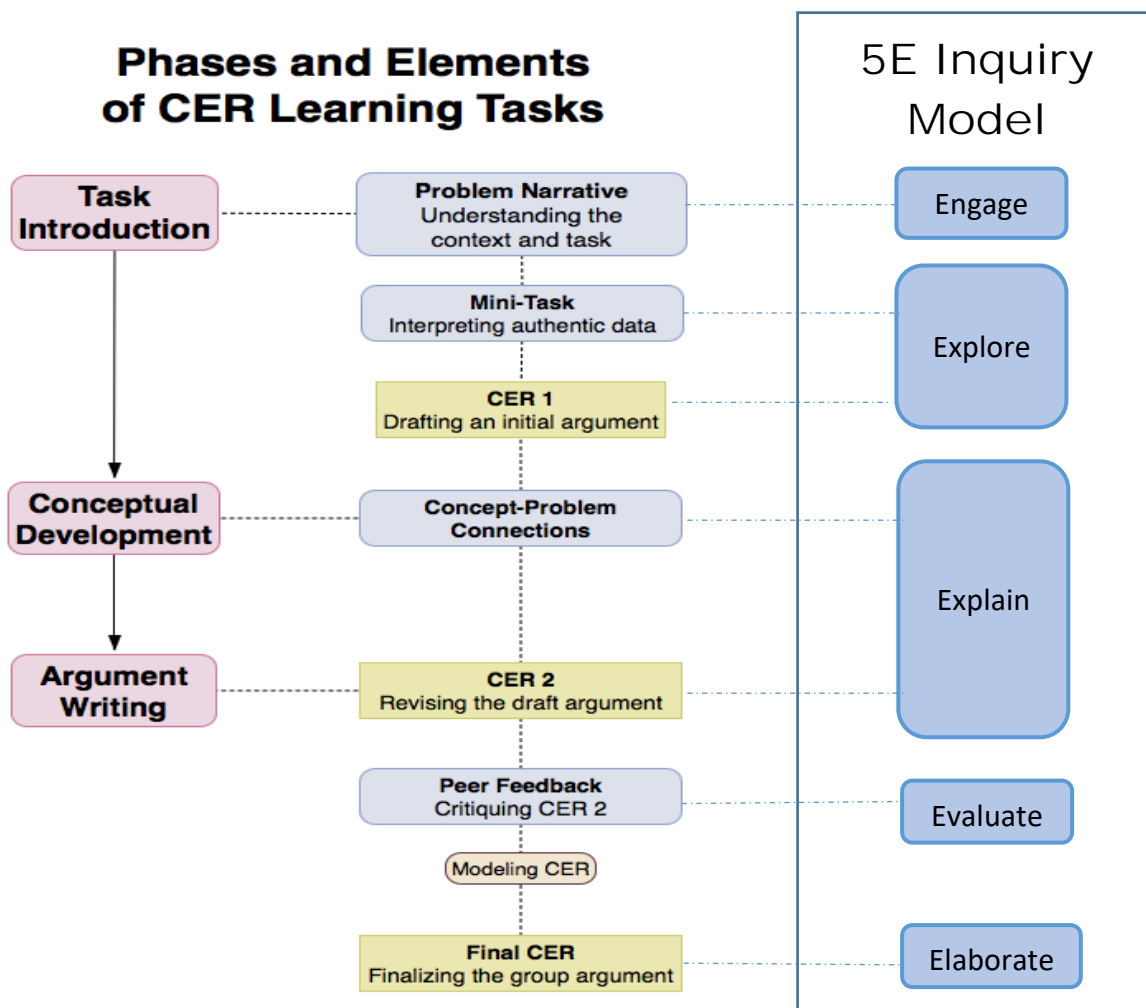 Phases and Elements
of CER Learning Tasks
5E Inquiry
Model
Task
Introduction
Problem Narrative
Understanding the
context and task
Engage
Mini-Task
Interpreting authentic data
Explore
CER 1
Drafting an initial argument
Conceptual
Development
Concept-Problem
Connections
Explain
Argument
Writing
CER 2
Revising the draft argument
Peer Feedback
Critiquing CER 2
Evaluate
Modeling CER
Final CER
Finalizing the group argument
Elaborate